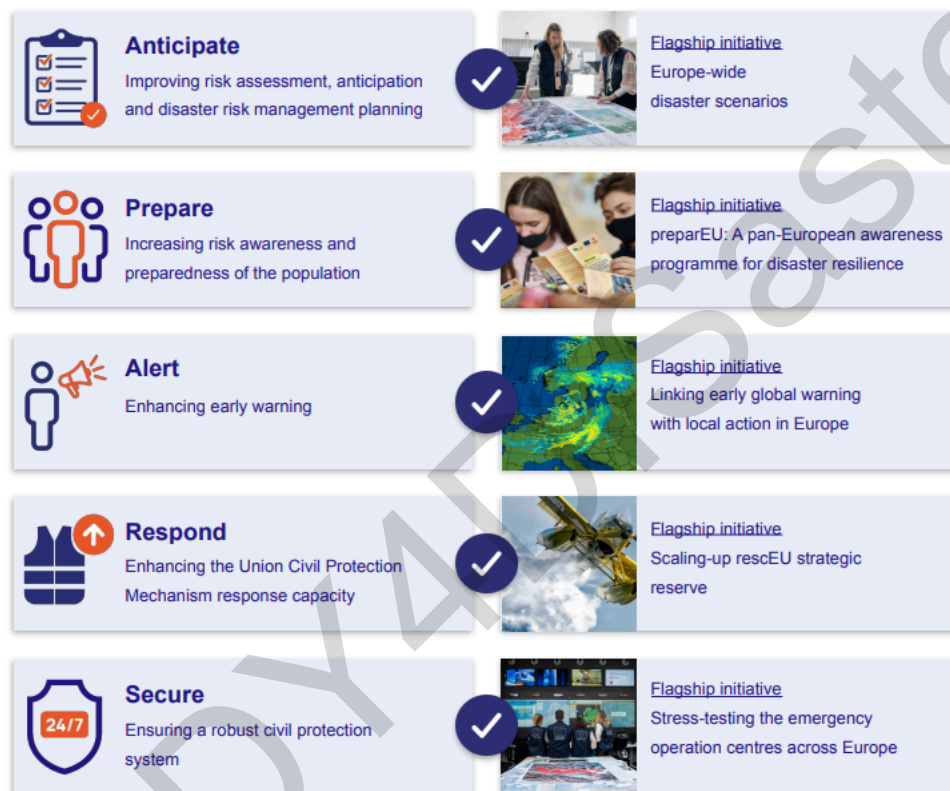 Anticipate
Improving risk assessment, anticipation
and disaster risk management planning
Flagship initiative
Europe-wide
disaster scenarios
Prepare
Increasing risk awareness and
preparedness of the population
Flagship initiative
preparEU: A pan-European awareness
programme for disaster resilience
Alert
Enhancing early warning
Flagship initiative
Linking early global warning
with local action in Europe
Respond
Enhancing the Union Civil Protection
Mechanism response capacity
Flagship initiative
Scaling-up rescEU strategic
reserve
24/7
Secure
Ensuring a robust civil protection
system
Flagship initiative
Stress-testing the emergency
operation centres across Europe
DY4DISaste